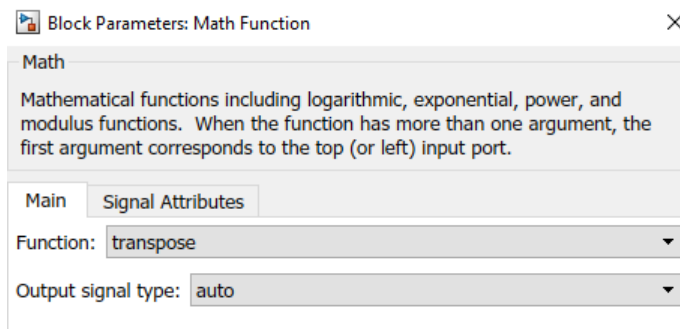 Block Parameters: Math Function
Math
Mathematical functions including logarithmic, exponential, power, and
modulus functions.  When the function has more than one argument, the
first argument corresponds to the top (or left) input port.
Main Signal Attributes
Function: transpose
Output signal type: auto